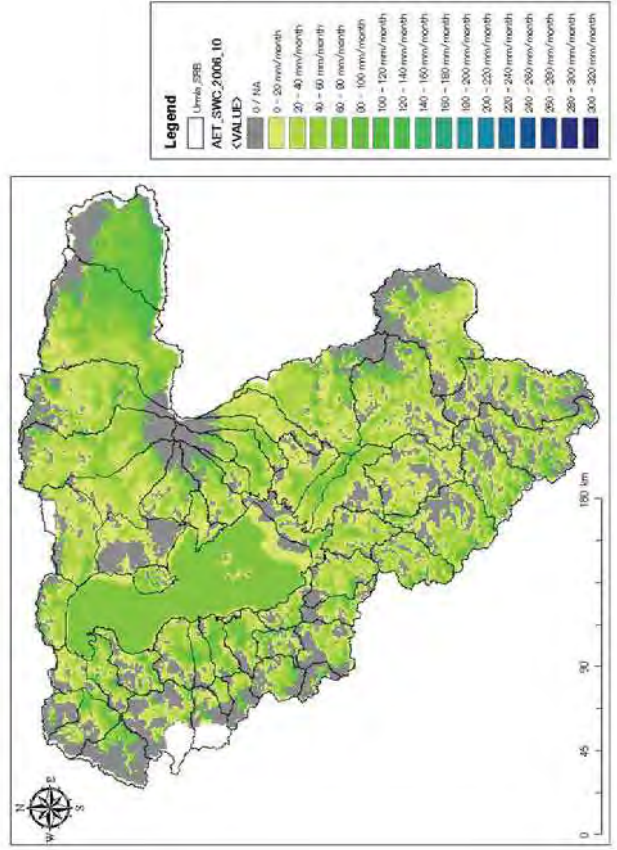 N
W E
S
Legend
Urmia_SRB
AET_SWC_2006_10
<VALUE>
0 / NA
0 - 20 mm/month
20 - 40 mm/month
40 - 60 mm/month
60 - 80 mm/month
80 - 100 mm/month
100 - 120 mm/month
120 - 140 mm/month
140 - 160 mm/month
160 - 180 mm/month
180 - 200 mm/month
200 - 220 mm/month
220 - 240 mm/month
240 - 260 mm/month
260 - 280 mm/month
280 - 300 mm/month
300 - 320 mm/month
0 45 90 180 km